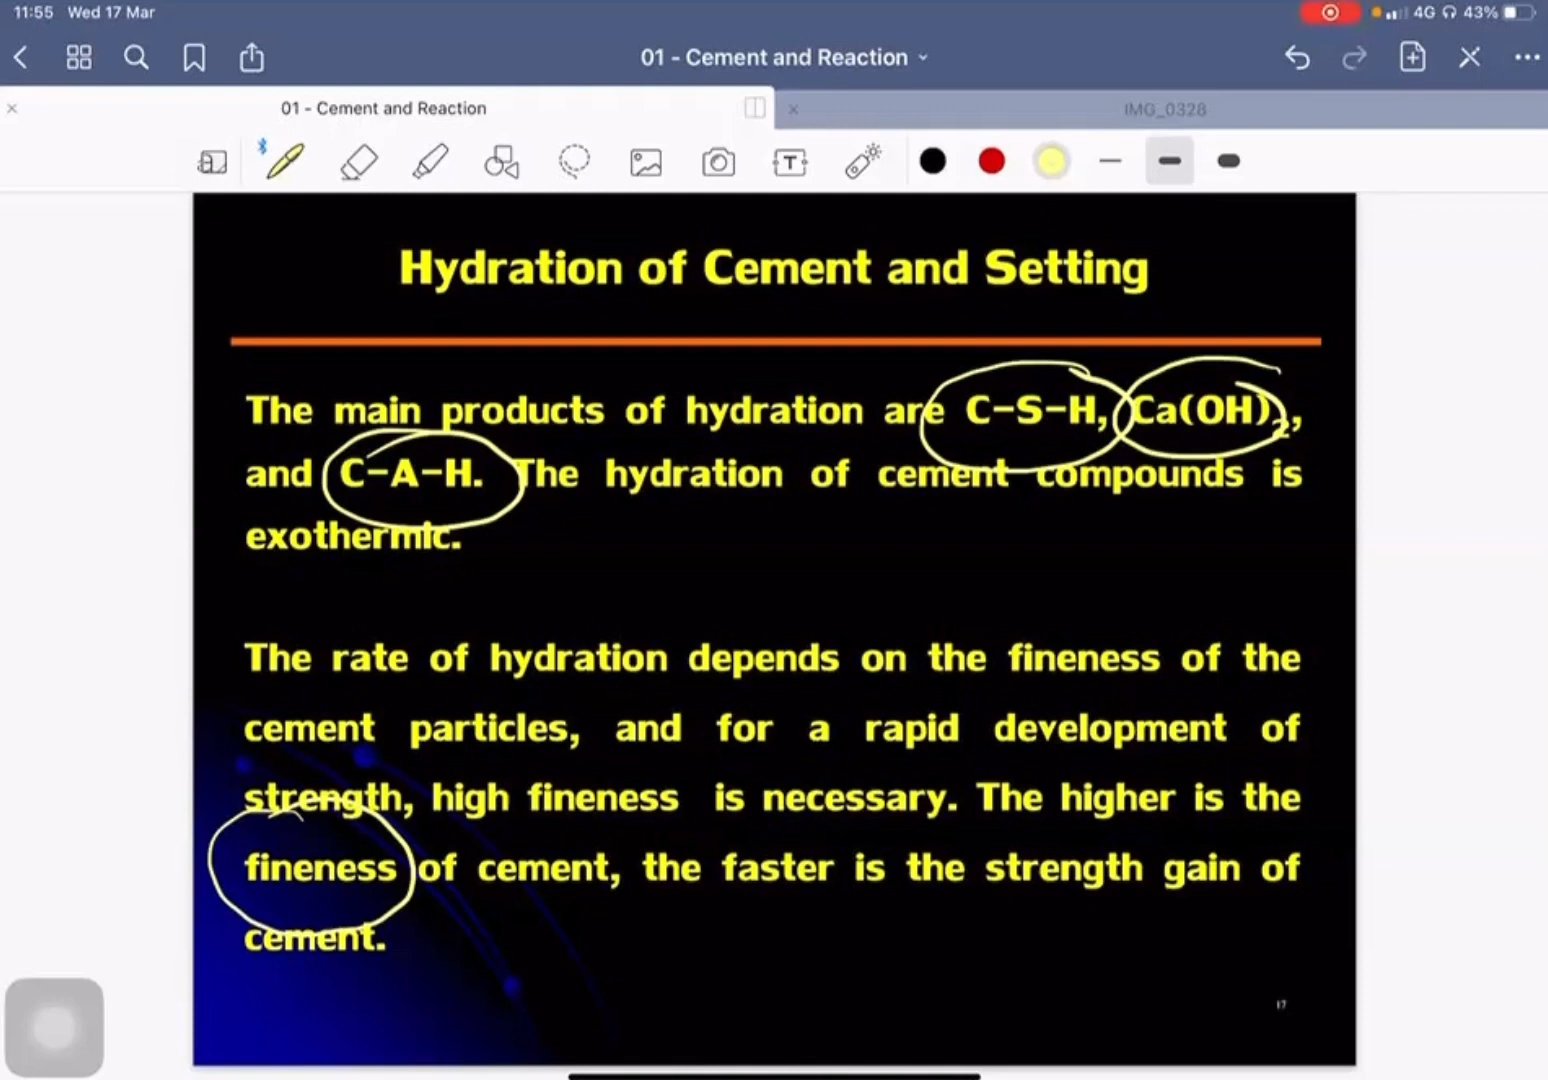 11:55 Wed 17 Mar
4G 43%
01 - Cement and Reaction
01 - Cement and Reaction
IMG_0328
T
Hydration of Cement and Setting
The main products of hydration are C-S-H, Ca(OH)₂,
and C-A-H. The hydration of cement compounds is
exothermic.
The rate of hydration depends on the fineness of the
cement particles, and for a rapid development of
strength, high fineness is necessary. The higher is the
fineness of cement, the faster is the strength gain of
cement.
17